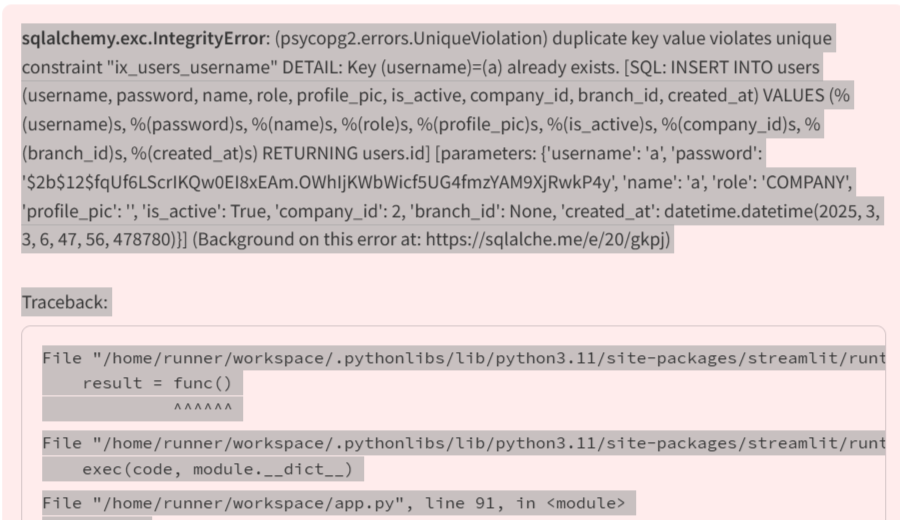 sqlalchemy.exc.IntegrityError: (psycopg2.errors.UniqueViolation) duplicate key value violates unique
constraint "ix_users_username" DETAIL: Key (username)=(a) already exists. [SQL: INSERT INTO users
(username, password, name, role, profile_pic, is_active, company_id, branch_id, created_at) VALUES (%
(username)s, %(password)s, %(name)s, %(role)s, %(profile_pic)s, %(is_active)s, %(company_id)s, %
(branch_id)s, %(created_at)s) RETURNING users.id] [parameters: {'username': 'a', 'password':
'$2b$12$fqUf6LScrIKQw0EI8xEAm.OWhIjKWbWicf5UG4fmzYAM9XjRwkP4y', 'name': 'a', 'role': 'COMPANY',
'profile_pic': '', 'is_active': True, 'company_id': 2, 'branch_id': None, 'created_at': datetime.datetime(2025, 3,
3, 6, 47, 56, 478780)}] (Background on this error at: https://sqlalche.me/e/20/gkpj)
Traceback:
File "/home/runner/workspace/.pythonlibs/lib/python3.11/site-packages/streamlit/runt
result = func()
^^^^^^
File "/home/runner/workspace/.pythonlibs/lib/python3.11/site-packages/streamlit/runt
exec(code, module.__dict__)
File "/home/runner/workspace/app.py", line 91, in <module>